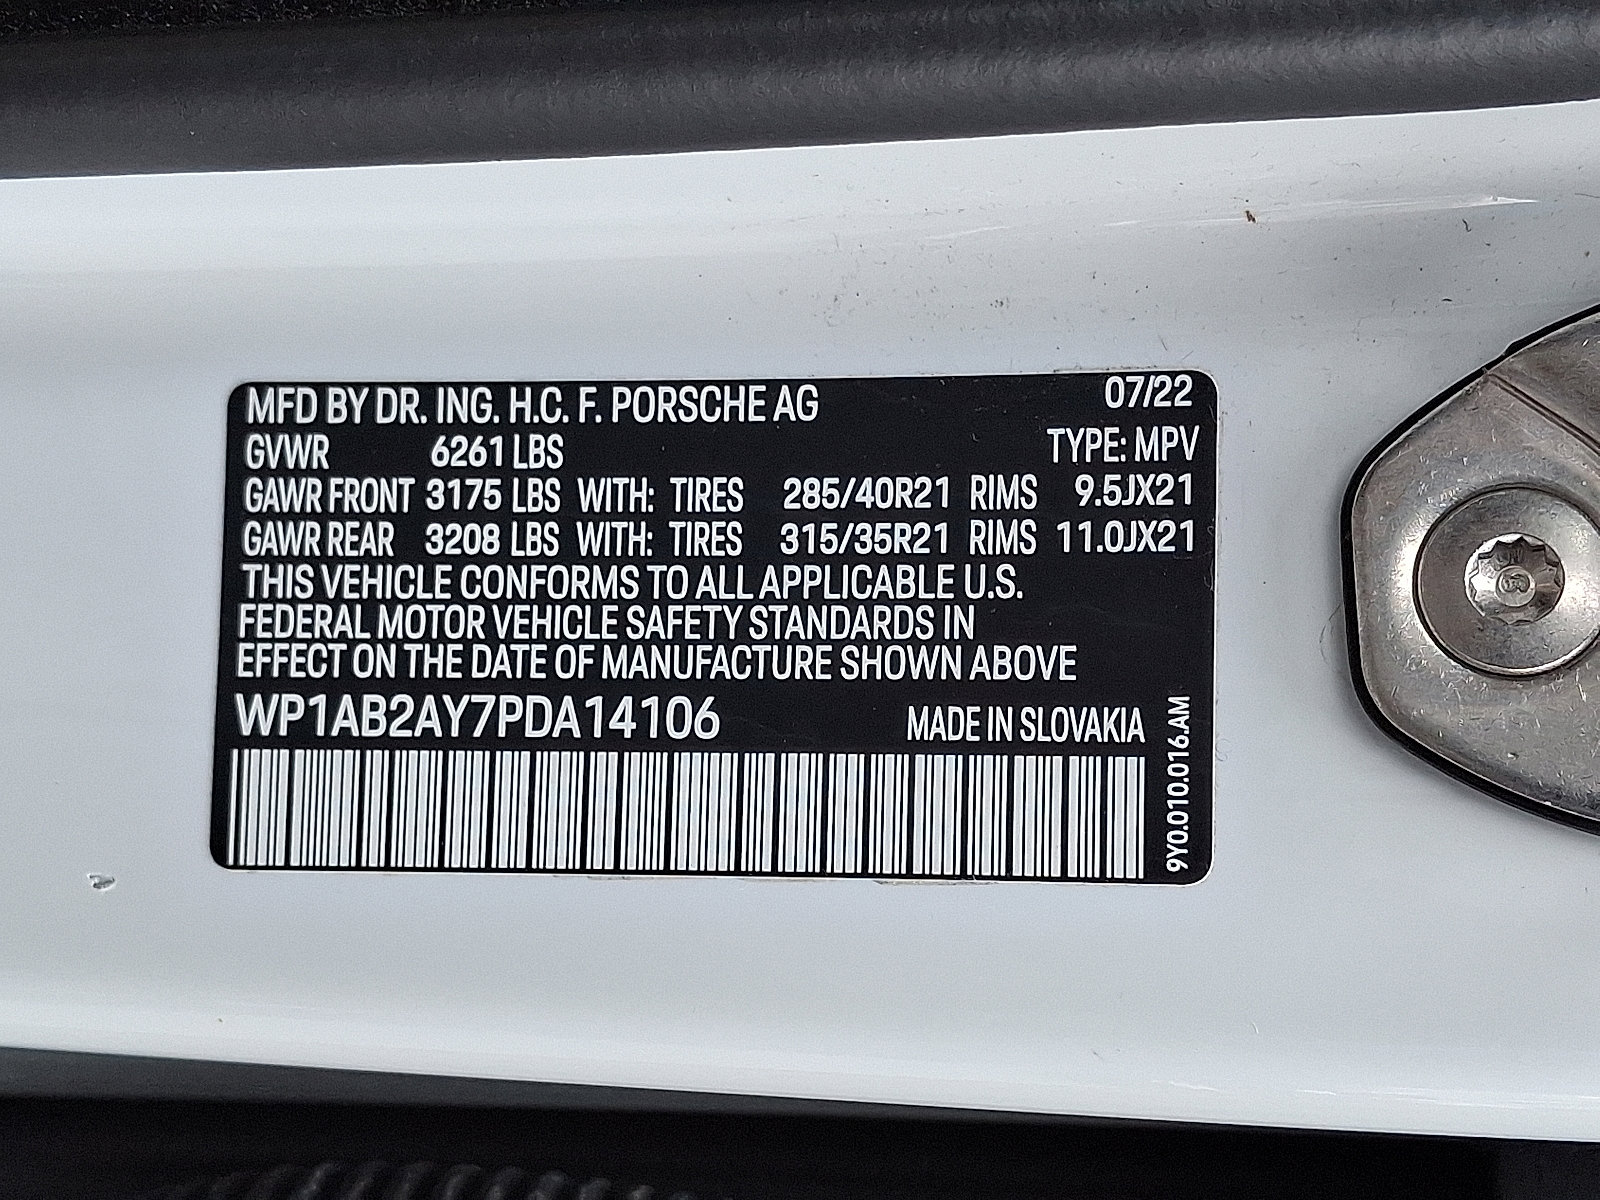 MFD BY DR. ING. H.C. F. PORSCHE AG 07/22
GVWR 6261 LBS TYPE: MPV
GAWR FRONT 3175 LBS WITH: TIRES 285/40R21 RIMS 9.5JX21
GAWR REAR 3208 LBS WITH: TIRES 315/35R21 RIMS 11.0JX21
THIS VEHICLE CONFORMS TO ALL APPLICABLE U.S.
FEDERAL MOTOR VEHICLE SAFETY STANDARDS IN
EFFECT ON THE DATE OF MANUFACTURE SHOWN ABOVE
WP1AB2AY7PDA14106 MADE IN SLOVAKIA
9Y0.010.016.AM